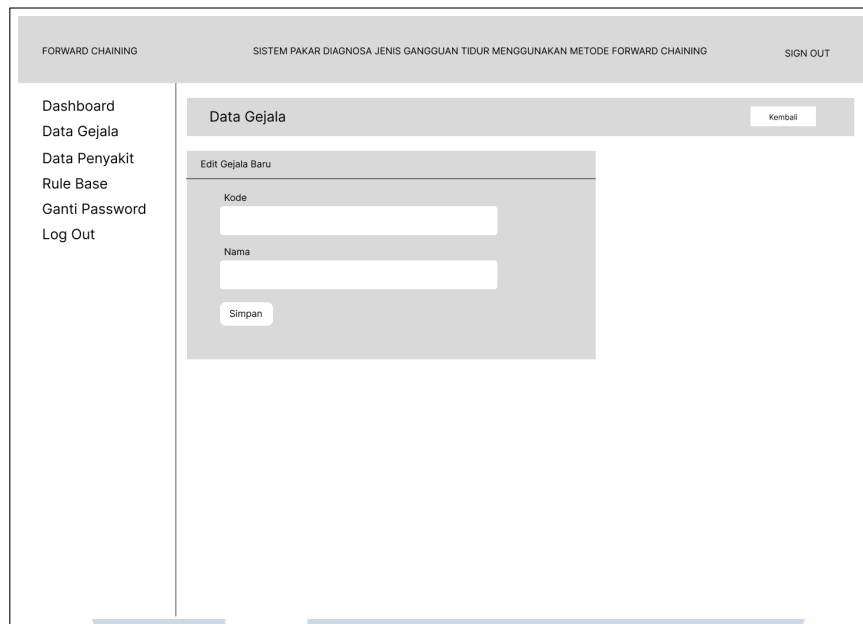 FORWARD CHAINING
SISTEM PAKAR DIAGNOSA JENIS GANGGUAN TIDUR MENGGUNAKAN METODE FORWARD CHAINING
SIGN OUT
Dashboard
Data Gejala
Data Penyakit
Rule Base
Ganti Password
Log Out
Data Gejala
Kembali
Edit Gejala Baru
Kode
Nama
Simpan